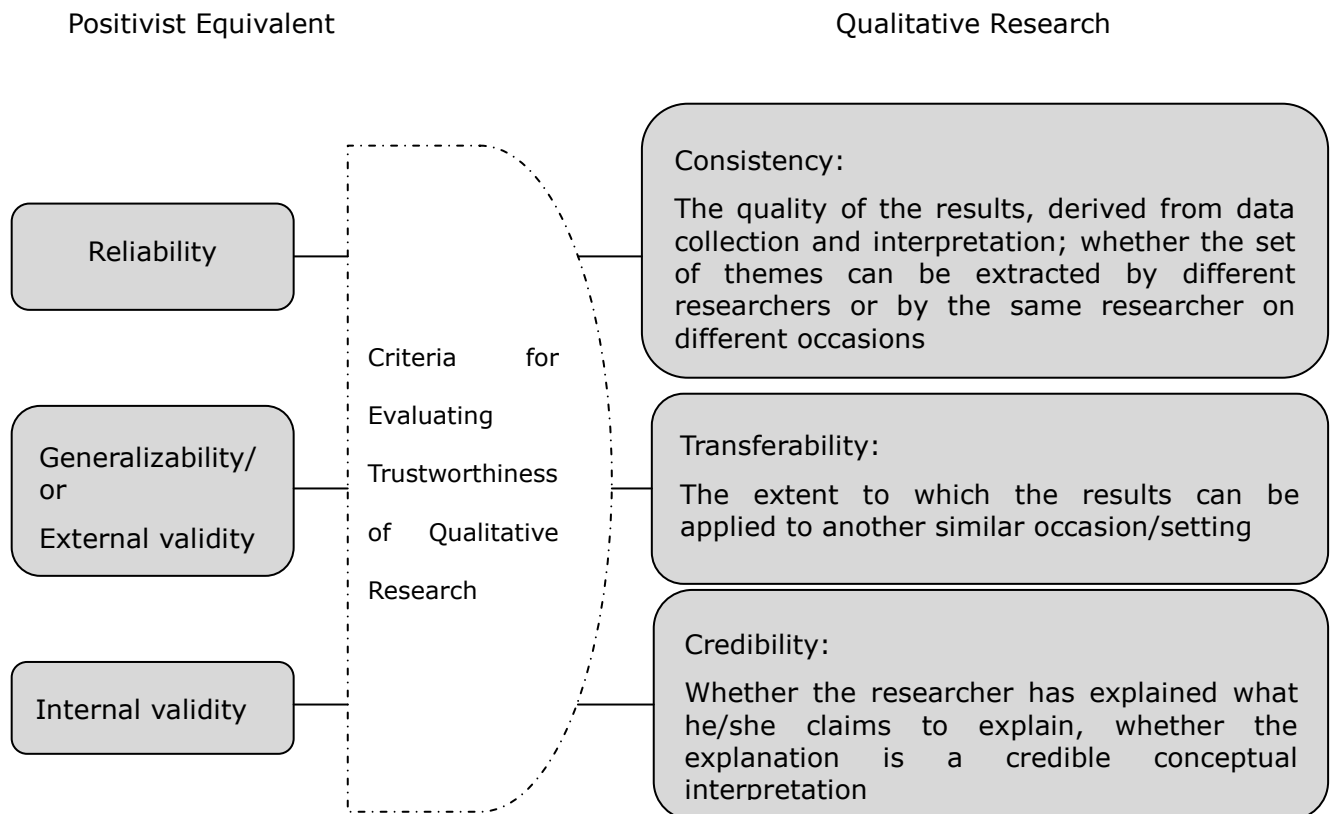 Positivist Equivalent
Qualitative Research
Reliability
Generalizability/
or
External validity
Internal validity
Criteria for
Evaluating
Trustworthiness
of Qualitative
Research
Consistency:
The quality of the results, derived from data
collection and interpretation; whether the set
of themes can be extracted by different
researchers or by the same researcher on
different occasions
Transferability:
The extent to which the results can be
applied to another similar occasion/setting
Credibility:
Whether the researcher has explained what
he/she claims to explain, whether the
explanation is a credible conceptual
interpretation